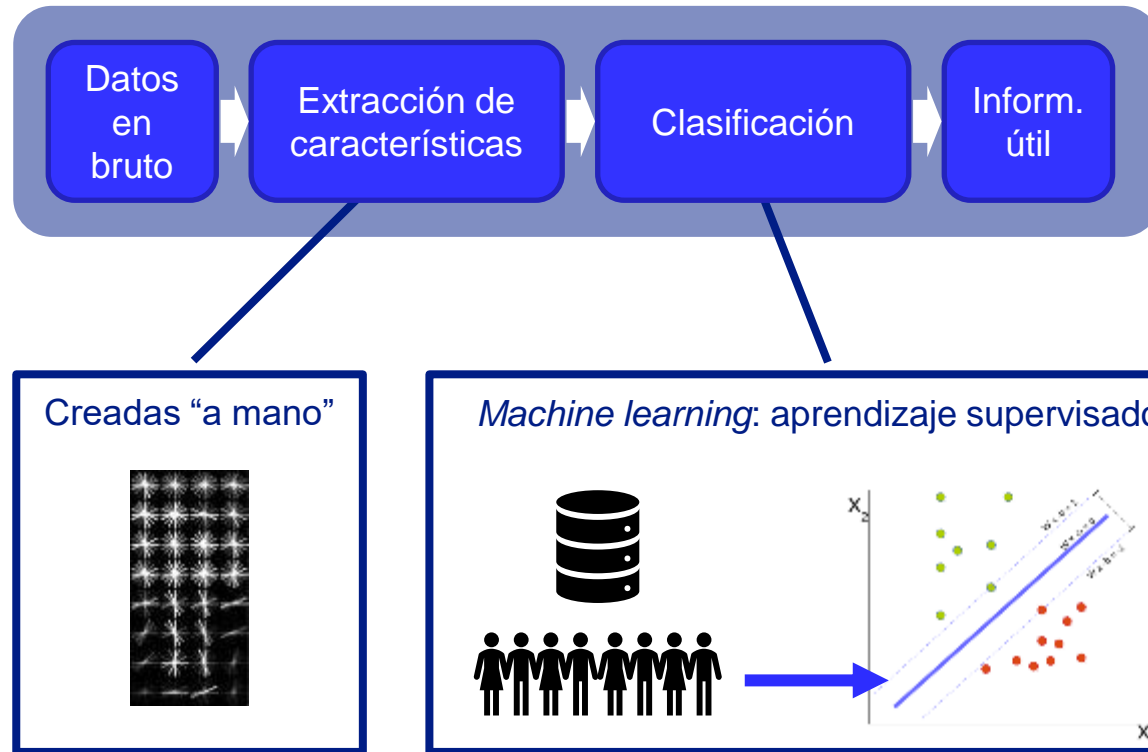 Datos
en
bruto
Extracción de
características
Clasificación
Inform.
útil
Creadas “a mano”
Machine learning: aprendizaje supervisado
X2
X